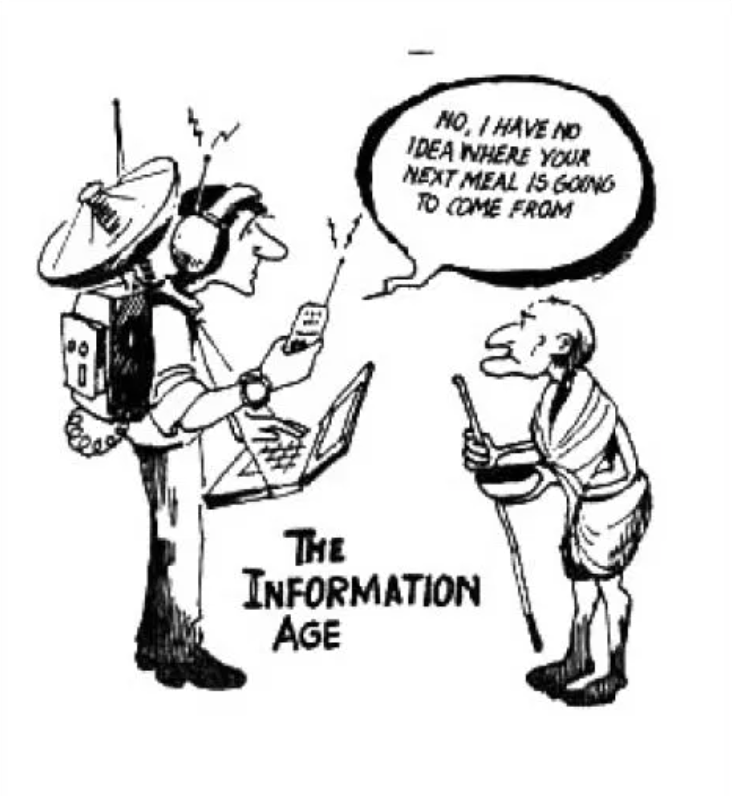 NO, I HAVE NO
IDEA WHERE YOUR
NEXT MEAL IS GOING
TO COME FROM
THE
INFORMATION
AGE